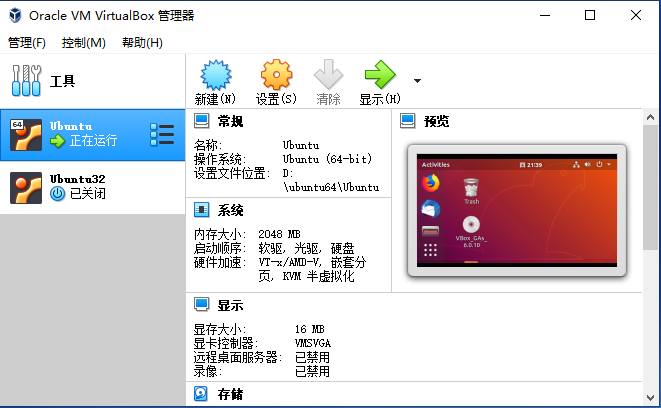 Oracle VM VirtualBox 管理器
管理(F) 控制(M) 帮助(H)
工具
新建(N) 设置(S) 清除 显示(H)
64
Ubuntu
正在运行
Ubuntu32
已关闭
常规
名称: Ubuntu
操作系统: Ubuntu (64-bit)
设置文件位置: D:
\ubuntu64\Ubuntu
预览
Activities
四 21:39
Trash
VBox_GAs_
6.0.10
系统
内存大小: 2048 MB
启动顺序: 软驱, 光驱, 硬盘
硬件加速: VT-x/AMD-V, 嵌套分
页, KVM 半虚拟化
显示
显存大小: 16 MB
显卡控制器: VMSVGA
远程桌面服务器: 已禁用
录像: 已禁用
存储